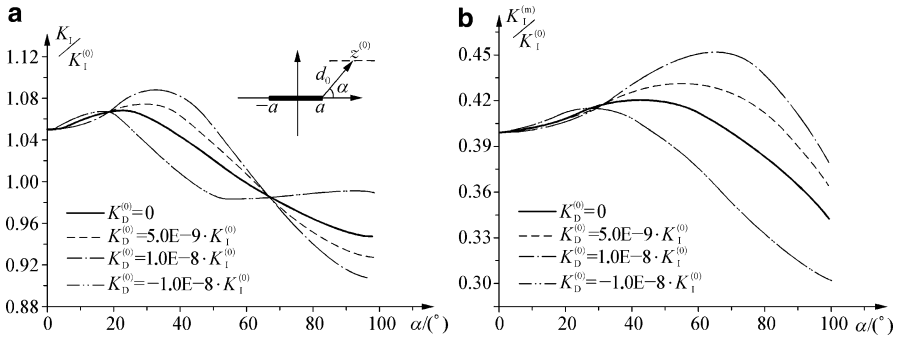 a
K_I / K_I^(0)
1.12
1.08
1.04
1.00
0.96
0.92
0.88
0
20
40
60
80
100
α/(°)
z^(0)
d_0
α
−a
a
K_D^(0)=0
K_D^(0)=5.0E−9·K_I^(0)
K_D^(0)=1.0E−8·K_I^(0)
K_D^(0)=−1.0E−8·K_I^(0)
b
K_I^(m) / K_I^(0)
0.45
0.42
0.39
0.36
0.33
0.30
0
20
40
60
80
100
α/(°)
K_D^(0)=0
K_D^(0)=5.0E−9·K_I^(0)
K_D^(0)=1.0E−8·K_I^(0)
K_D^(0)=−1.0E−8·K_I^(0)